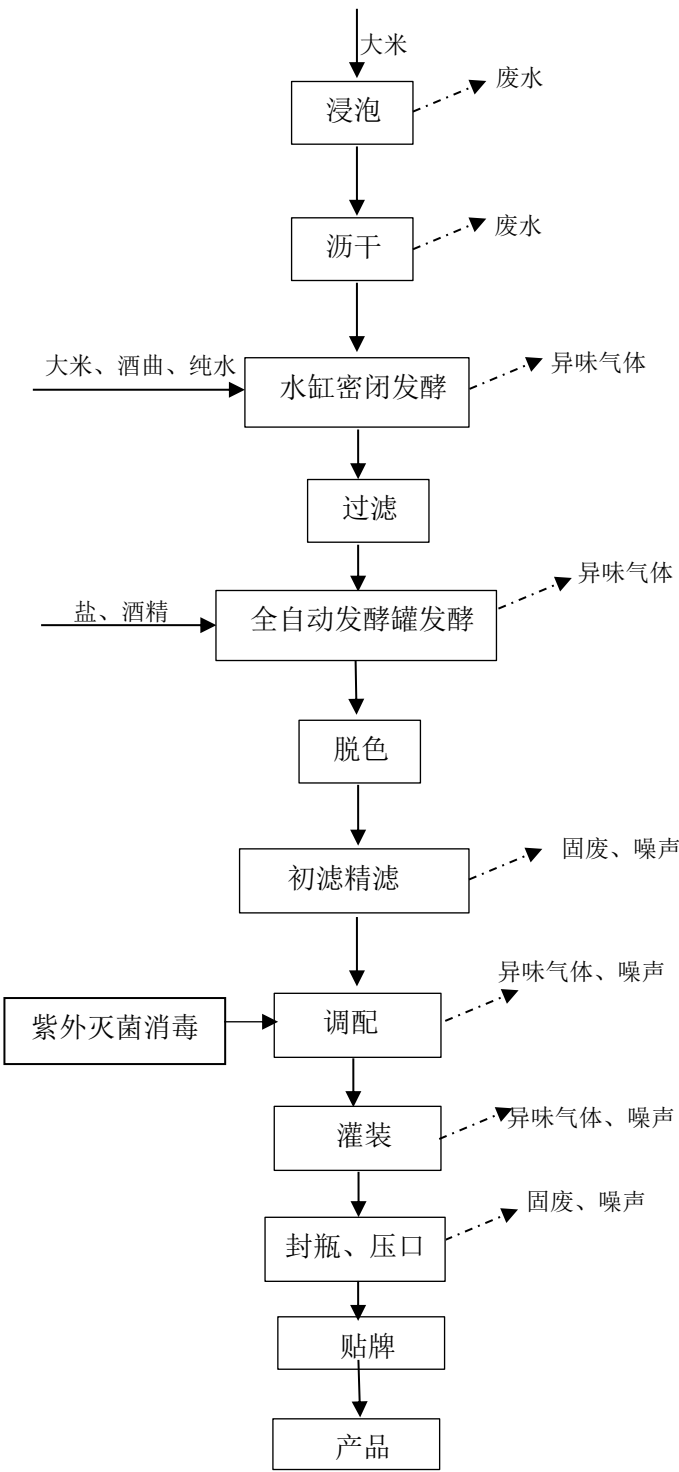 大米
废水
浸泡
废水
沥干
大米、酒曲、纯水
异味气体
水缸密闭发酵
过滤
异味气体
盐、酒精
全自动发酵罐发酵
脱色
固废、噪声
初滤精滤
异味气体、噪声
紫外灭菌消毒
调配
异味气体、噪声
灌装
固废、噪声
封瓶、压口
贴牌
产品